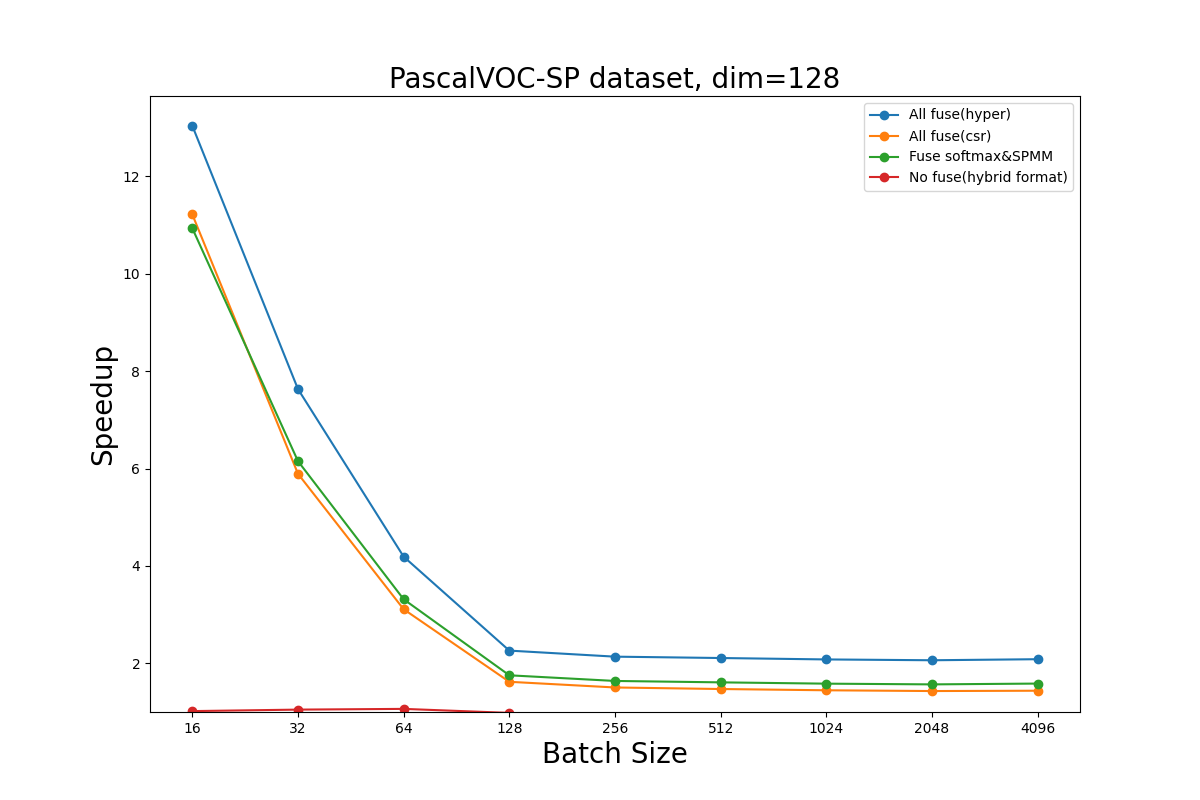 PascalVOC-SP dataset, dim=128
All fuse(hyper)
All fuse(csr)
Fuse softmax&SPMM
No fuse(hybrid format)
Speedup
12
10
8
6
4
2
16 32 64 128 256 512 1024 2048 4096
Batch Size